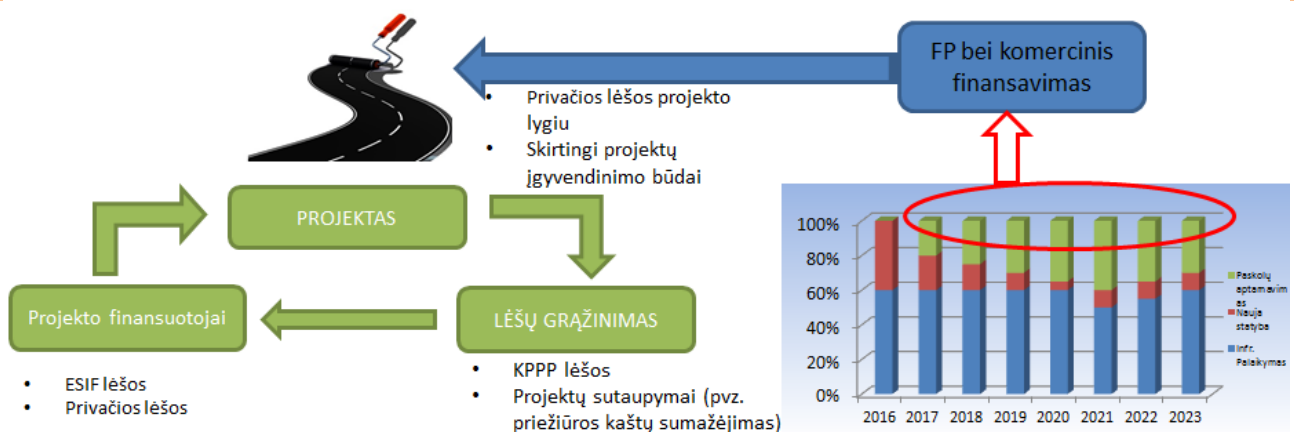 FP bei komercinis
finansavimas
• Privačios lėšos projekto
lygiu
• Skirtingi projektų
įgyvendinimo būdai
PROJEKTAS
Projekto finansuotojai
LĖŠŲ GRĄŽINIMAS
• ESIF lėšos
• Privačios lėšos
• KPPP lėšos
• Projektų sutaupymai (pvz.
priežiūros kaštų sumažėjimas)
100%
80%
60%
40%
20%
0%
2016 2017 2018 2019 2020 2021 2022 2023
Paskolų
aptarnavim
as
Nauja
statyba
Infr.
Palaikymas